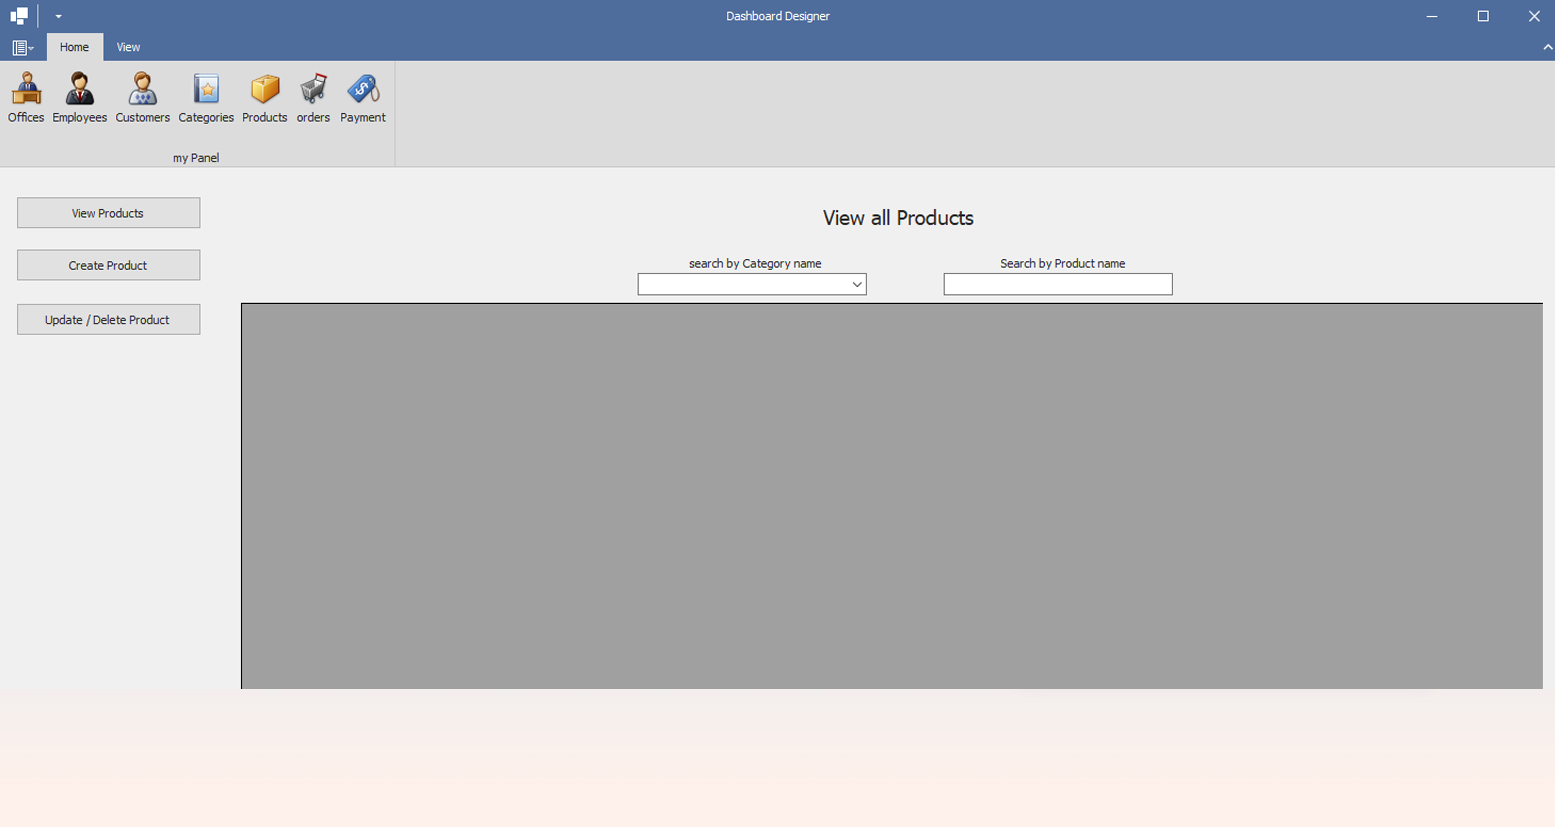 Dashboard Designer
Home View
Offices Employees Customers Categories Products orders Payment
my Panel
View Products
Create Product
Update / Delete Product
View all Products
search by Category name Search by Product name